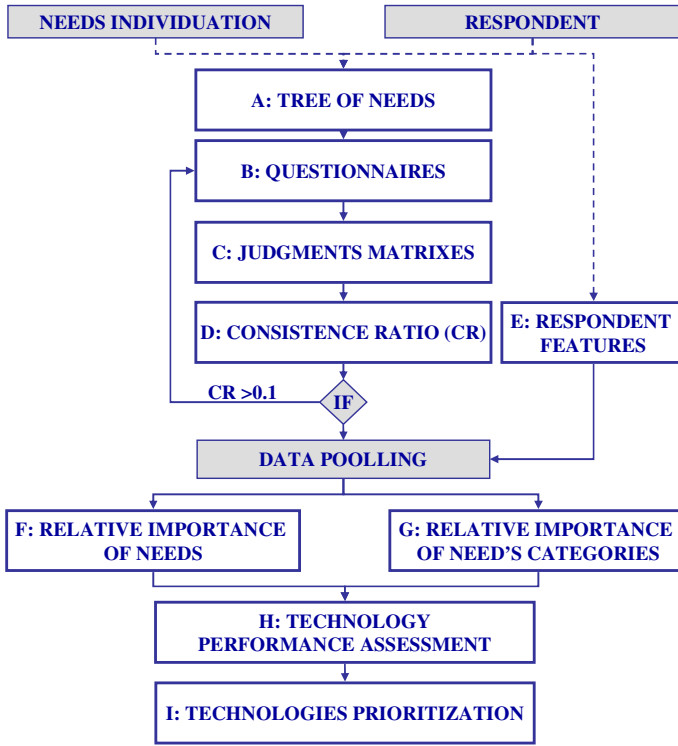 NEEDS INDIVIDUATION
RESPONDENT
A: TREE OF NEEDS
B: QUESTIONNAIRES
C: JUDGMENTS MATRIXES
D: CONSISTENCE RATIO (CR)
E: RESPONDENT
FEATURES
CR >0.1
IF
DATA POOLLING
F: RELATIVE IMPORTANCE
OF NEEDS
G: RELATIVE IMPORTANCE
OF NEED'S CATEGORIES
H: TECHNOLOGY
PERFORMANCE ASSESSMENT
I: TECHNOLOGIES PRIORITIZATION